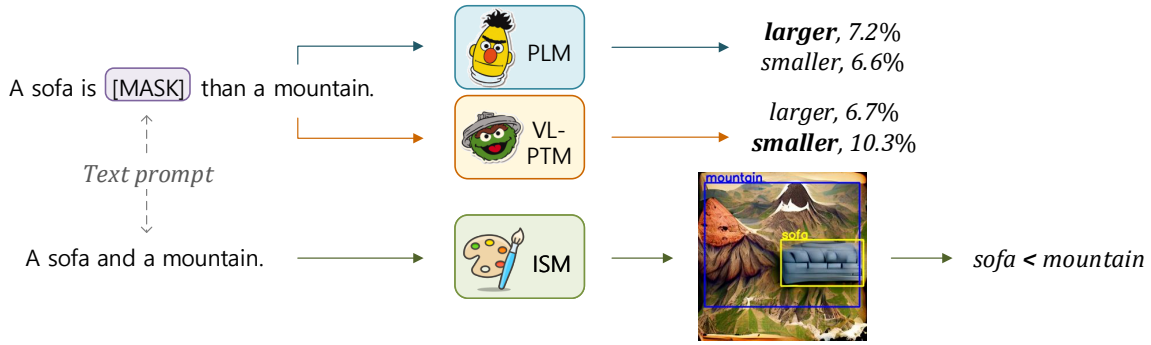 A sofa is [MASK] than a mountain.
PLM
larger, 7.2%
smaller, 6.6%
VL-
PTM
larger, 6.7%
smaller, 10.3%
Text prompt
A sofa and a mountain.
ISM
mountain
sofa
sofa < mountain